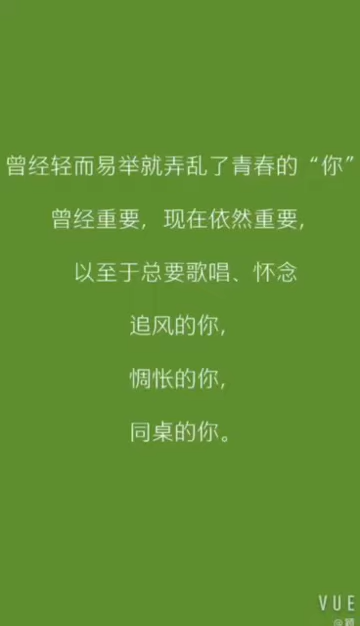 曾经轻而易举就弄乱了青春的“你”
曾经重要，现在依然重要，
以至于总要歌唱、怀念
追风的你，
惆怅的你，
同桌的你。
VUE